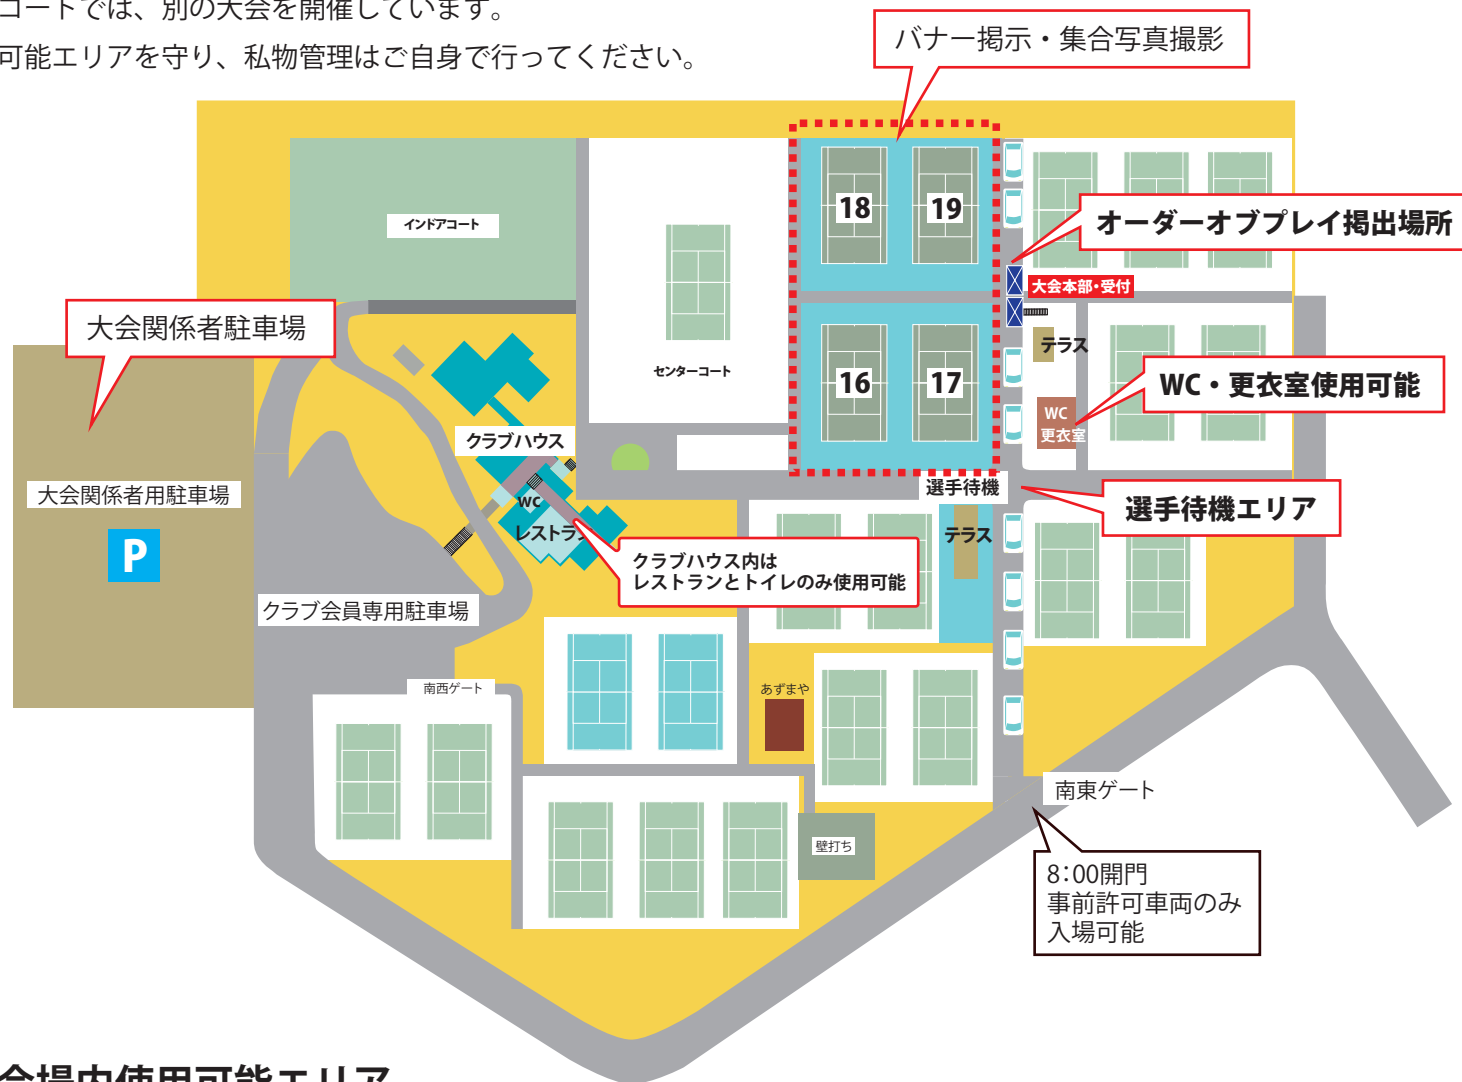 コートでは、別の大会を開催しています。
可能エリアを守り、私物管理はご自身で行ってください。
バナー掲示・集合写真撮影
18
19
インドアコート
オーダーオブプレイ掲出場所
大会本部・受付
大会関係者駐車場
テラス
センターコート
16
17
WC・更衣室使用可能
WC
更衣室
クラブハウス
大会関係者用駐車場
P
WC
選手待機
選手待機エリア
レストラン
テラス
クラブハウス内は
レストランとトイレのみ使用可能
クラブ会員専用駐車場
南西ゲート
あずまや
南東ゲート
壁打ち
8:00開門
事前許可車両のみ
入場可能
会場内使用可能エリア